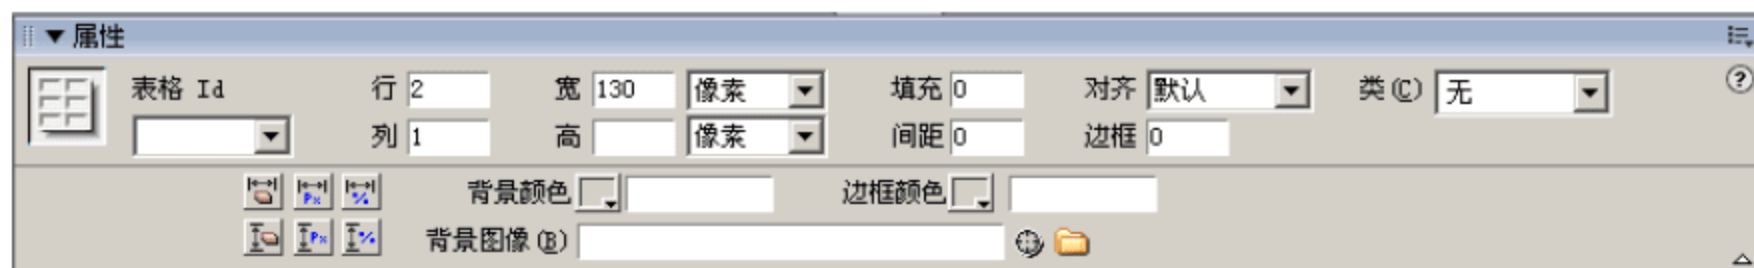 属性
表格 Id 行 2 宽 130 像素 填充 0 对齐 默认 类(C) 无
列 1 高 像素 间距 0 边框 0
背景颜色 边框颜色
Px %
背景图像(B)
Px %